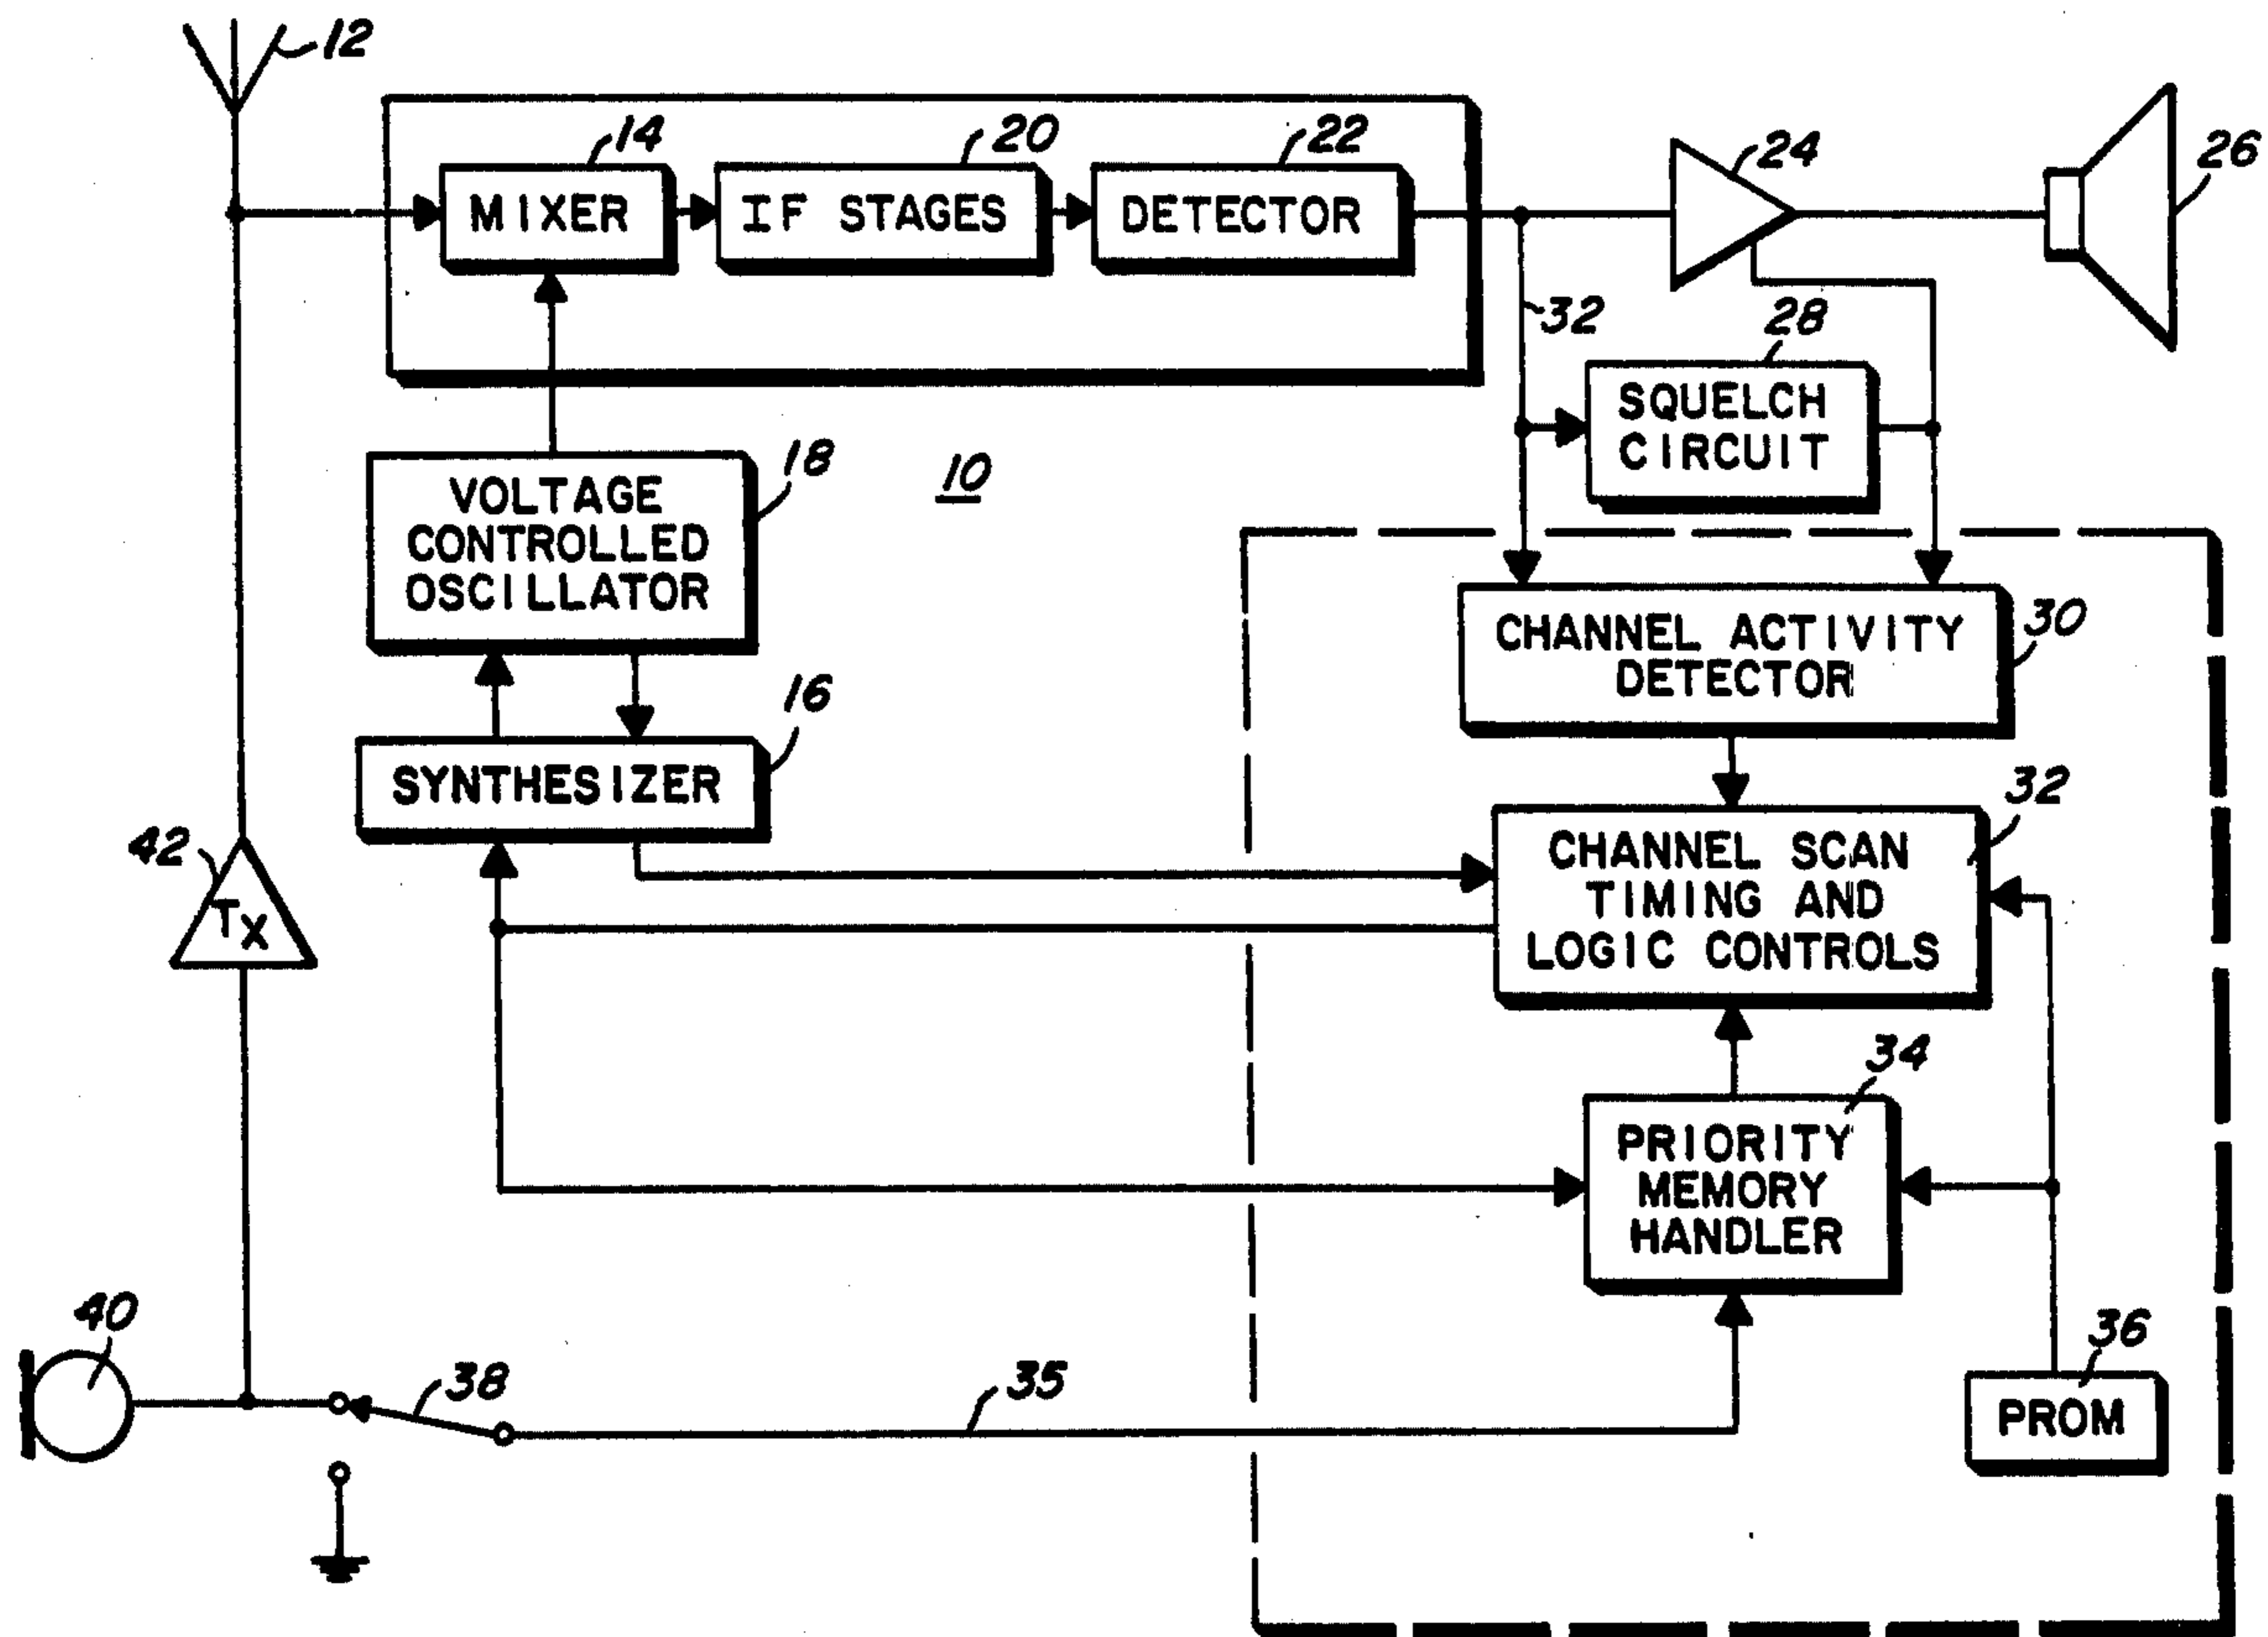 12
14
20
22
24
26
MIXER
IF STAGES
DETECTOR
32
28
SQUELCH
CIRCUIT
18
10
VOLTAGE
CONTROLLED
OSCILLATOR
30
CHANNEL ACTIVITY
DETECTOR
16
SYNTHESIZER
32
CHANNEL SCAN
TIMING AND
LOGIC CONTROLS
42
TX
34
PRIORITY
MEMORY
HANDLER
40
38
35
36
PROM